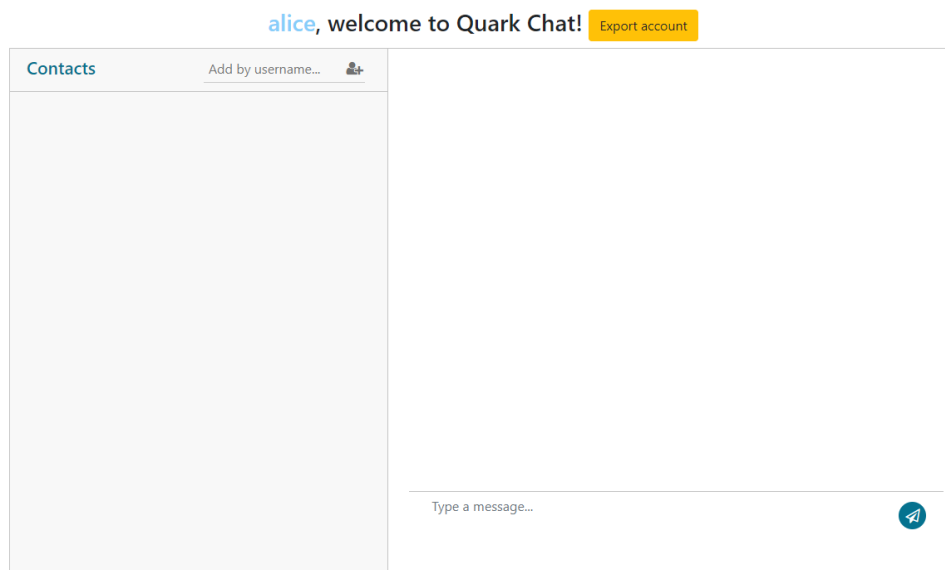 alice, welcome to Quark Chat! Export account
Contacts Add by username...
Type a message...